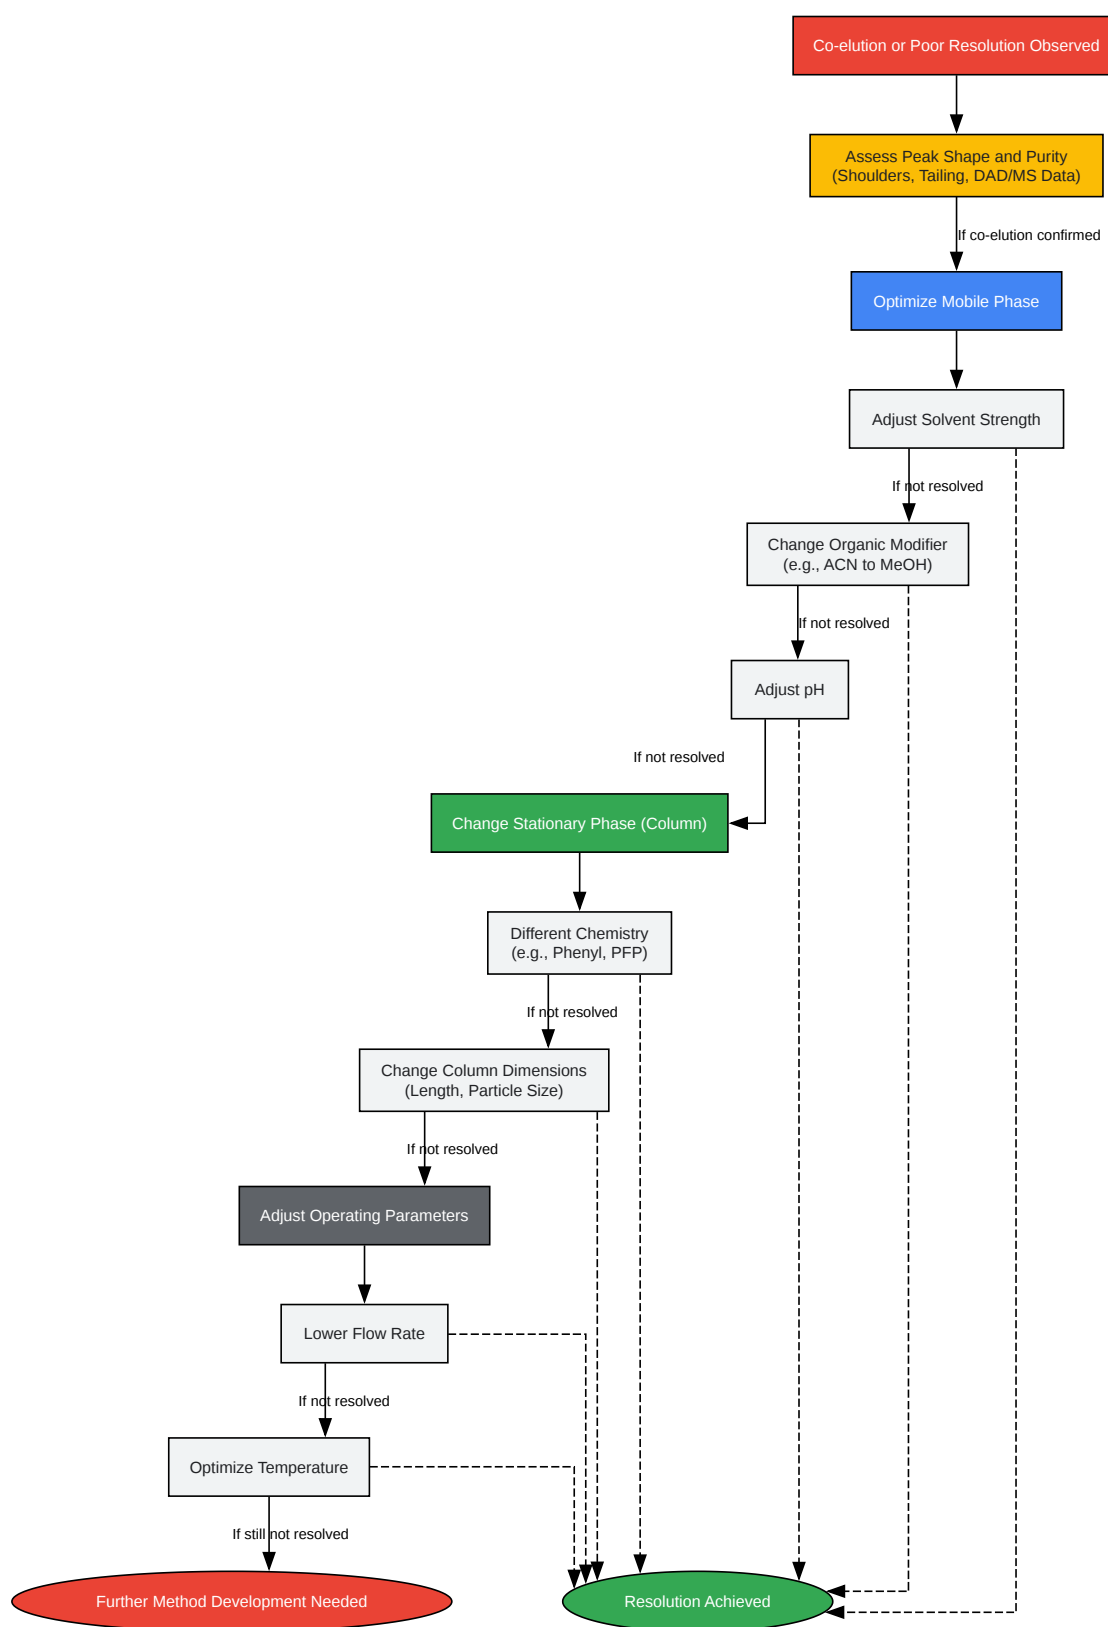 Co-elution or Poor Resolution Observed
Assess Peak Shape and Purity
(Shoulders, Tailing, DAD/MS Data)
If co-elution confirmed
Optimize Mobile Phase
Adjust Solvent Strength
If not resolved
Change Organic Modifier
(e.g., ACN to MeOH)
If not resolved
Adjust pH
If not resolved
Change Stationary Phase (Column)
Different Chemistry
(e.g., Phenyl, PFP)
If not resolved
Change Column Dimensions
(Length, Particle Size)
If not resolved
Adjust Operating Parameters
Lower Flow Rate
If not resolved
Optimize Temperature
If still not resolved
Further Method Development Needed
Resolution Achieved